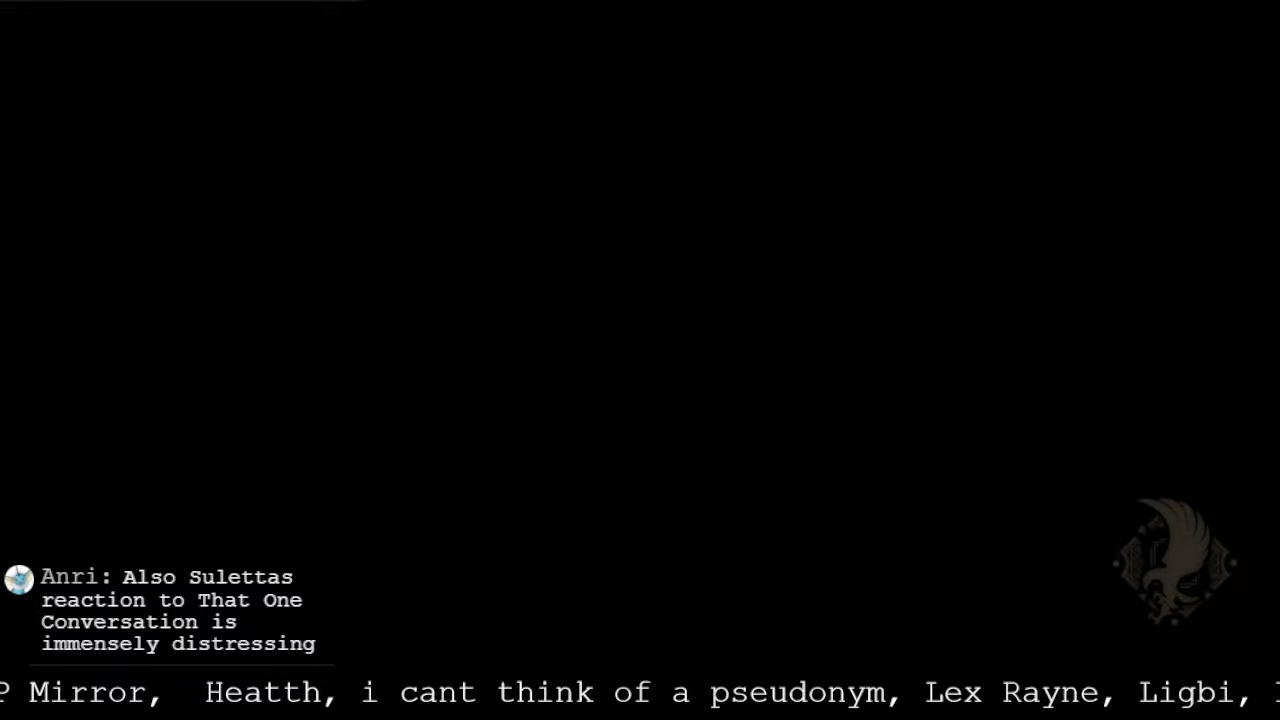 Anri: Also Sulettas
reaction to That One
Conversation is
immensely distressing
P Mirror, Heatth, i cant think of a pseudonym, Lex Rayne, Ligbi,